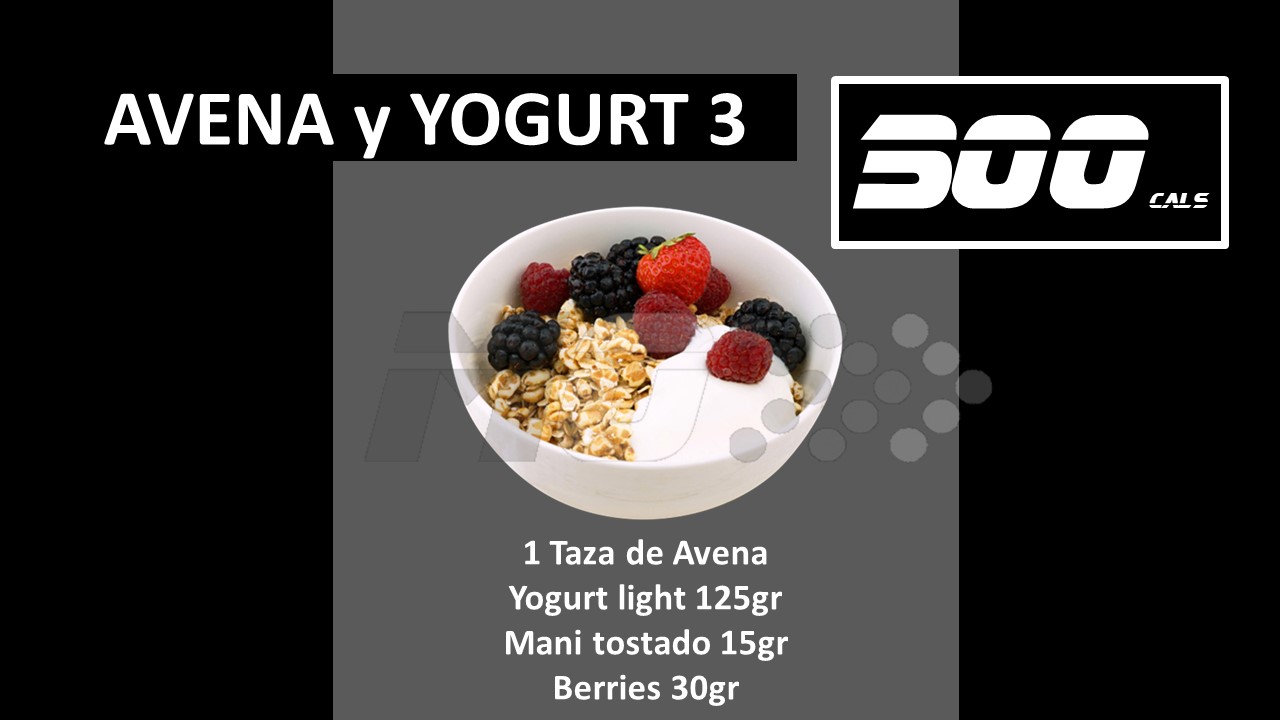 AVENA y YOGURT 3
300 CALS
1 Taza de Avena
Yogurt light 125gr
Mani tostado 15gr
Berries 30gr